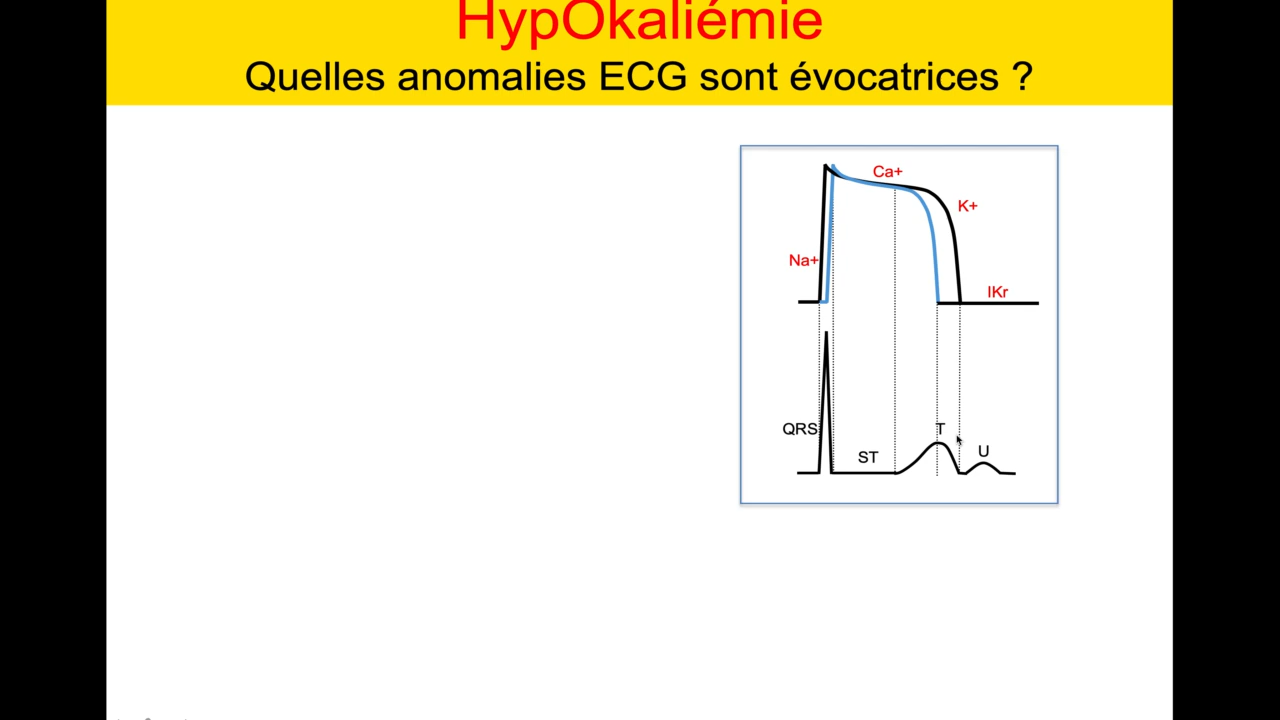 HypOkaliémie
Quelles anomalies ECG sont évocatrices ?
Ca+
K+
Na+
IKr
QRS
T
ST
U